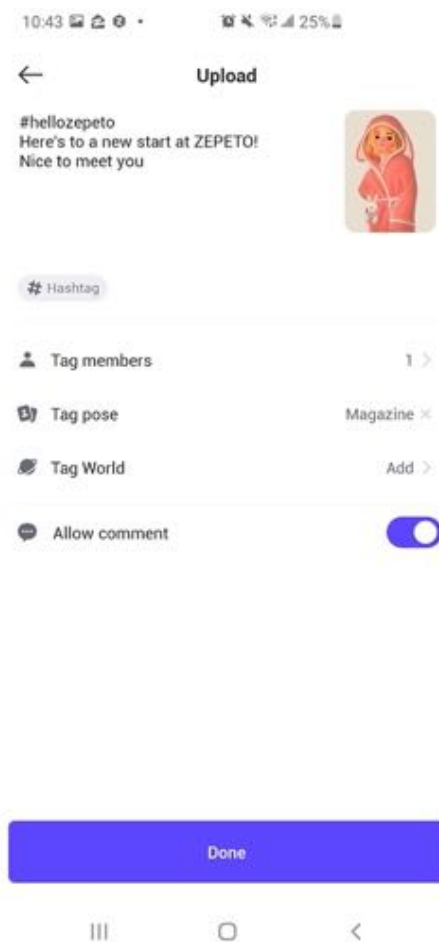 10:43 25%
Upload
#hellozepeto
Here's to a new start at ZEPETO!
Nice to meet you
# Hashtag
Tag members 1
Tag pose Magazine
Tag World Add
Allow comment
Done